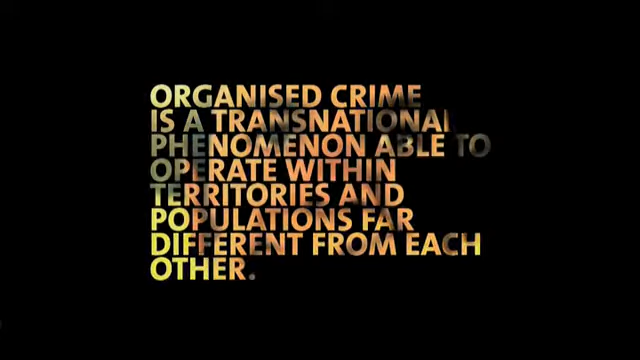 ORGANISED CRIME
IS A TRANSNATIONAL
PHENOMENON ABLE TO
OPERATE WITHIN
TERRITORIES AND
POPULATIONS FAR
DIFFERENT FROM EACH
OTHER.